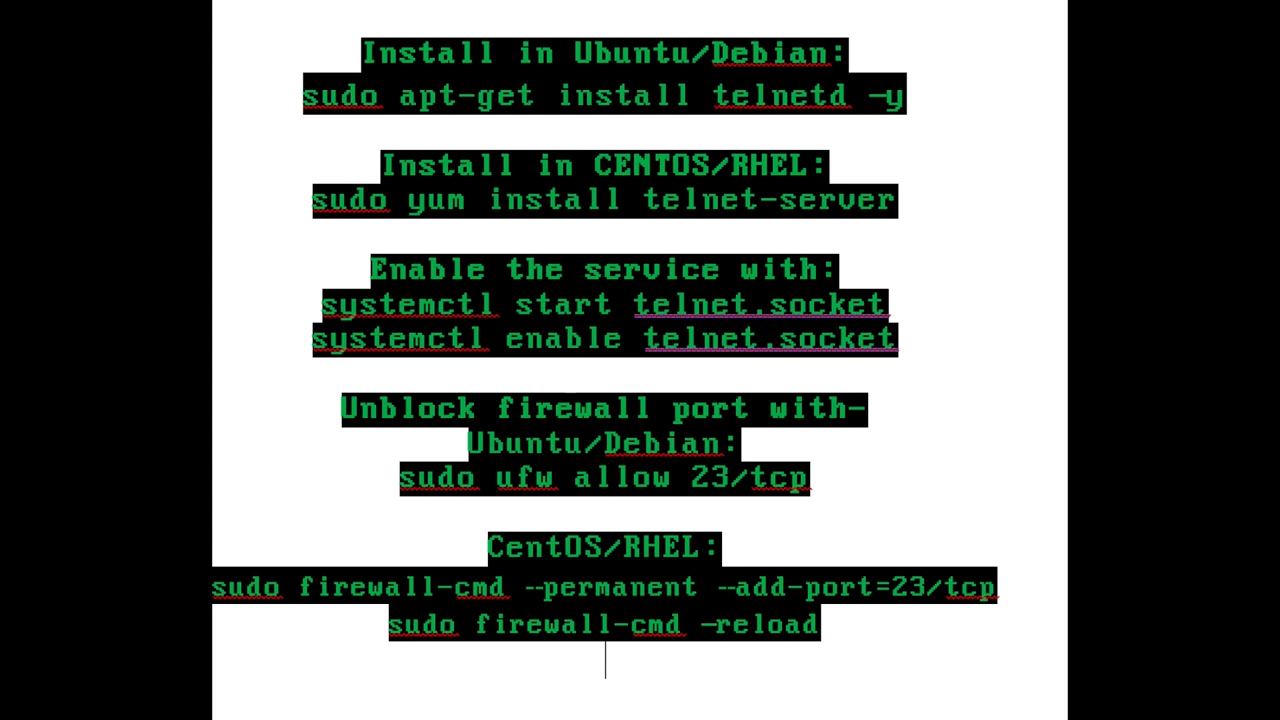 Install in Ubuntu/Debian:
sudo apt-get install telnetd –y
Install in CENTOS/RHEL:
sudo yum install telnet-server
Enable the service with:
systemctl start telnet.socket
systemctl enable telnet.socket
Unblock firewall port with-
Ubuntu/Debian:
sudo ufw allow 23/tcp
CentOS/RHEL:
sudo firewall-cmd --permanent --add-port=23/tcp
sudo firewall-cmd –reload